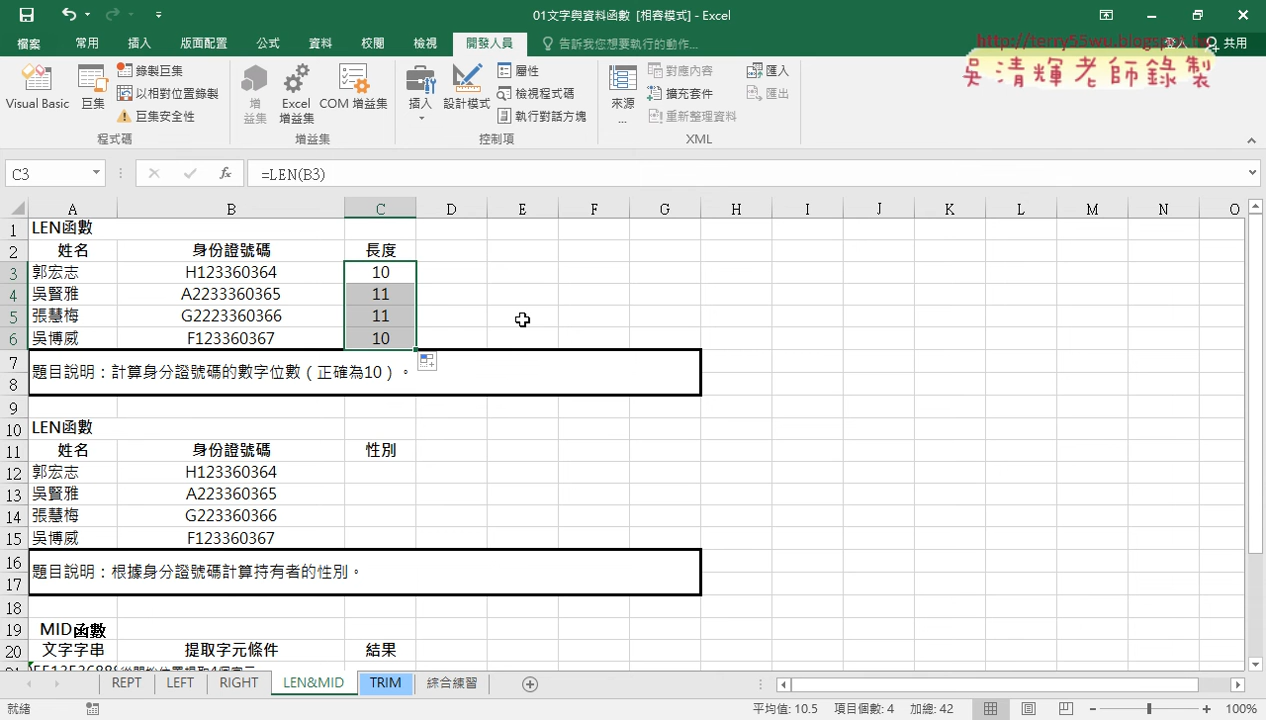 01文字與資料函數 [相容模式] - Excel
檔案 常用 插入 版面配置 公式 資料 校閱 檢視 開發人員 告訴我您想要執行的動作... 登入 共用
http://terry55wu.blogspot.tw
吳清輝老師錄製
Visual Basic 巨集 錄製巨集 以相對位置錄製 巨集安全性 程式碼
增益集 Excel 增益集 COM 增益集 增益集
插入 設計模式 屬性 檢視程式碼 執行對話方塊 控制項
來源... 對應內容 擴充套件 重新整理資料 匯入 匯出 XML
C3 fx =LEN(B3)
A B C D E F G H I J K L M N O
1 LEN函數
2 姓名 身份證號碼 長度
3 郭宏志 H123360364 10
4 吳賢雅 A2233360365 11
5 張慧梅 G2223360366 11
6 吳博威 F123360367 10
7 題目說明：計算身分證號碼的數字位數（正確為10）。
8
9
10 LEN函數
11 姓名 身份證號碼 性別
12 郭宏志 H123360364
13 吳賢雅 A223360365
14 張慧梅 G223360366
15 吳博威 F123360367
16 題目說明：根據身分證號碼計算持有者的性別。
17
18
19 MID函數
20 文字字串 提取字元條件 結果
REPT LEFT RIGHT LEN&MID TRIM 綜合練習
就緒 平均值: 10.5 項目個數: 4 加總: 42 100%